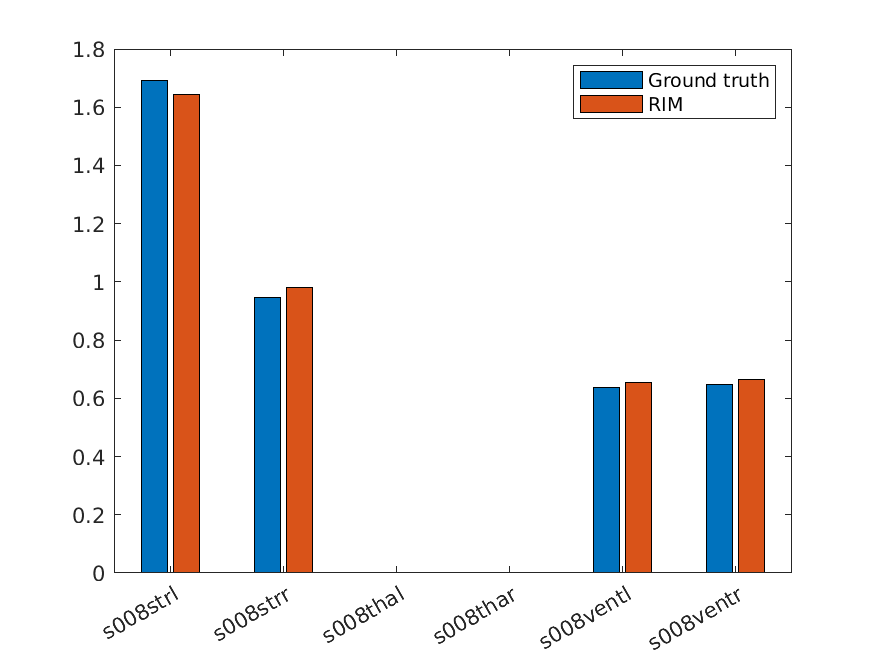 1.8
1.6
1.4
1.2
1
0.8
0.6
0.4
0.2
0
Ground truth
RIM
s008strl
s008strr
s008thal
s008thar
s008ventl
s008ventr